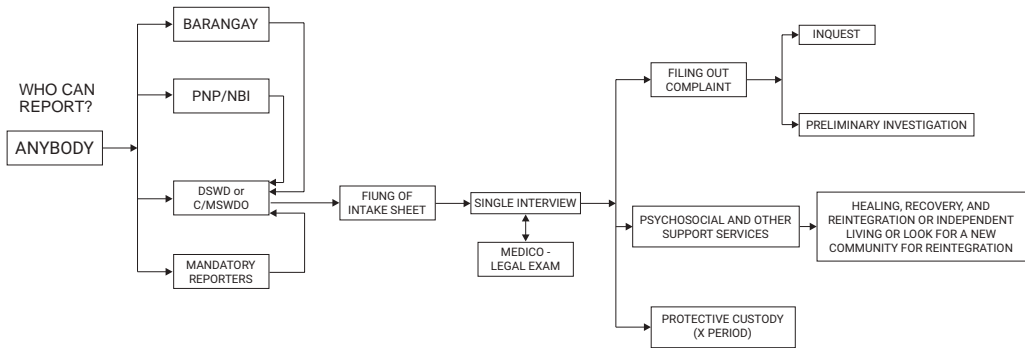 WHO CAN
REPORT?
ANYBODY
BARANGAY
PNP/NBI
DSWD or
C/MSWDO
MANDATORY
REPORTERS
FIUNG OF
INTAKE SHEET
SINGLE INTERVIEW
MEDICO -
LEGAL EXAM
FILING OUT
COMPLAINT
INQUEST
PRELIMINARY INVESTIGATION
PSYCHOSOCIAL AND OTHER
SUPPORT SERVICES
HEALING, RECOVERY, AND
REINTEGRATION OR INDEPENDENT
LIVING OR LOOK FOR A NEW
COMMUNITY FOR REINTEGRATION
PROTECTIVE CUSTODY
(X PERIOD)